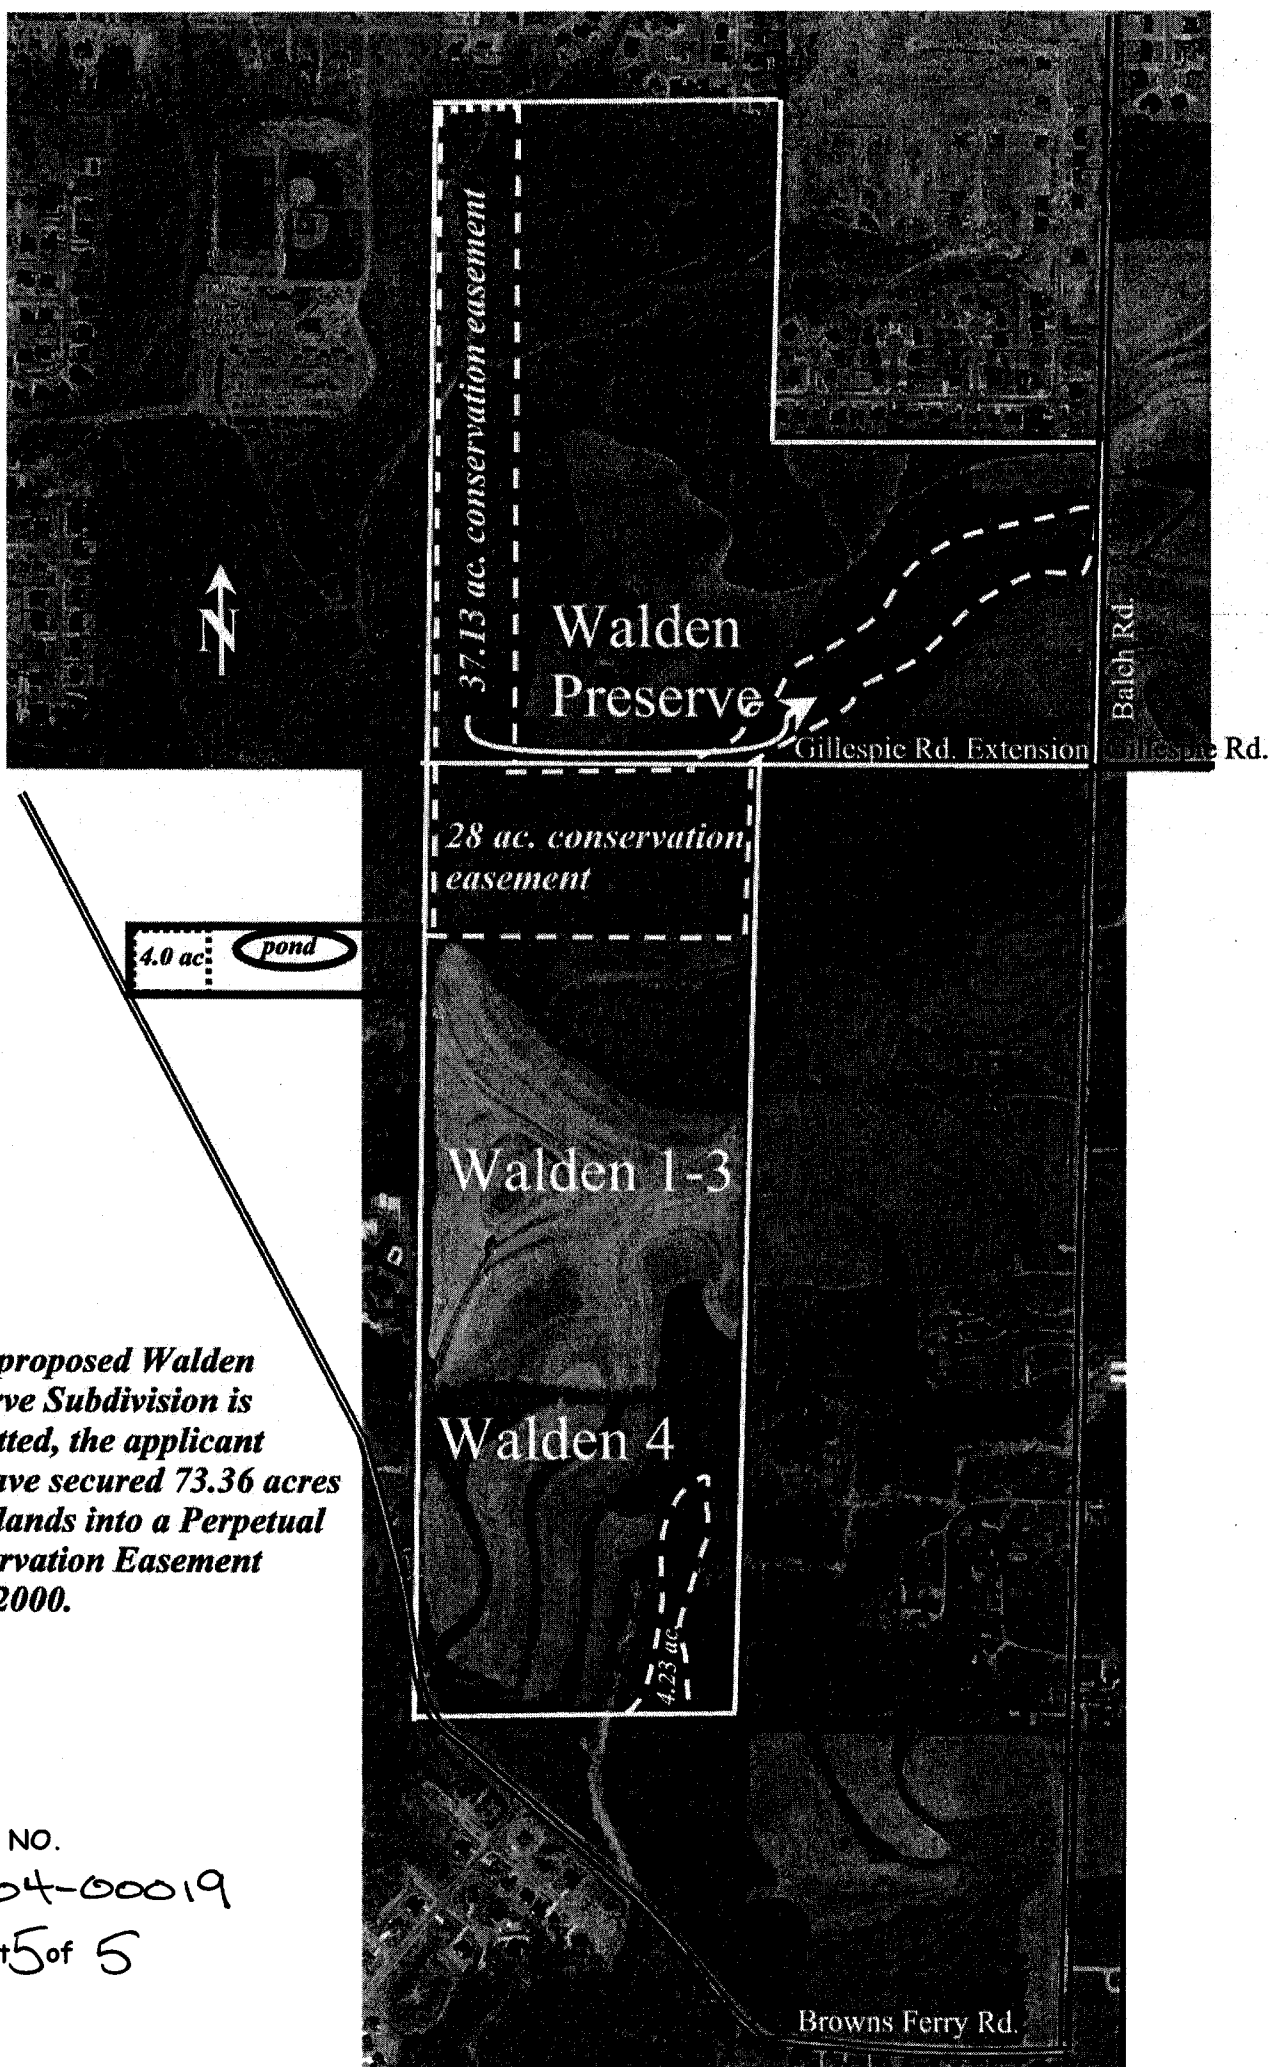 37.13 ac. conservation easement
N
Walden
Preserve
Balch Rd.
Gillespie Rd. Extension
Gillespie Rd.
28 ac. conservation
easement
4.0 ac
pond
Walden 1-3
proposed Walden
rve Subdivision is
tted, the applicant
ave secured 73.36 acres
lands into a Perpetual
rvation Easement
2000.
Walden 4
4.23 ac.
NO.
04-00019
t 5 of 5
Browns Ferry Rd.